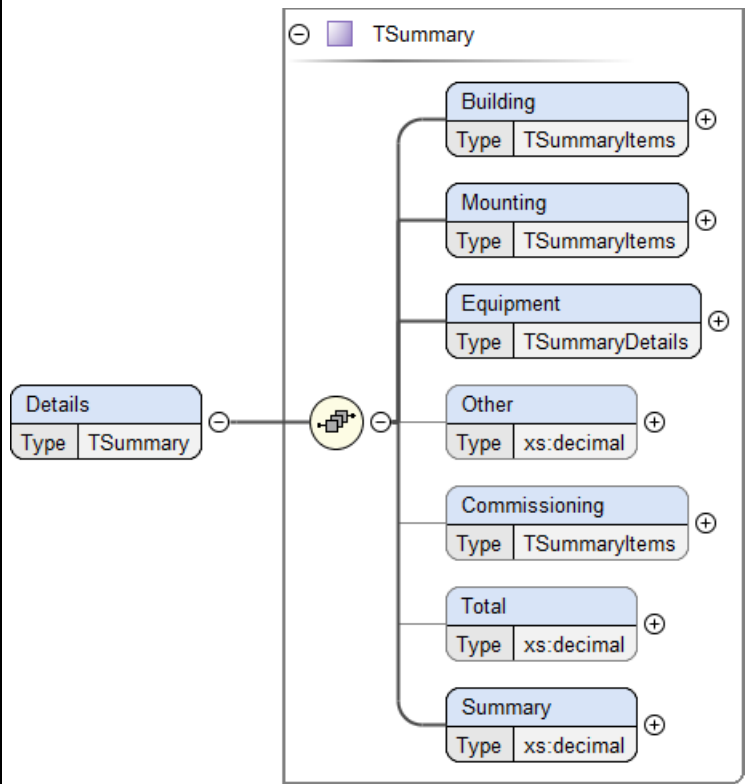 TSummary
Building
Type TSummaryItems
Mounting
Type TSummaryItems
Equipment
Type TSummaryDetails
Details
Type TSummary
Other
Type xs:decimal
Commissioning
Type TSummaryItems
Total
Type xs:decimal
Summary
Type xs:decimal